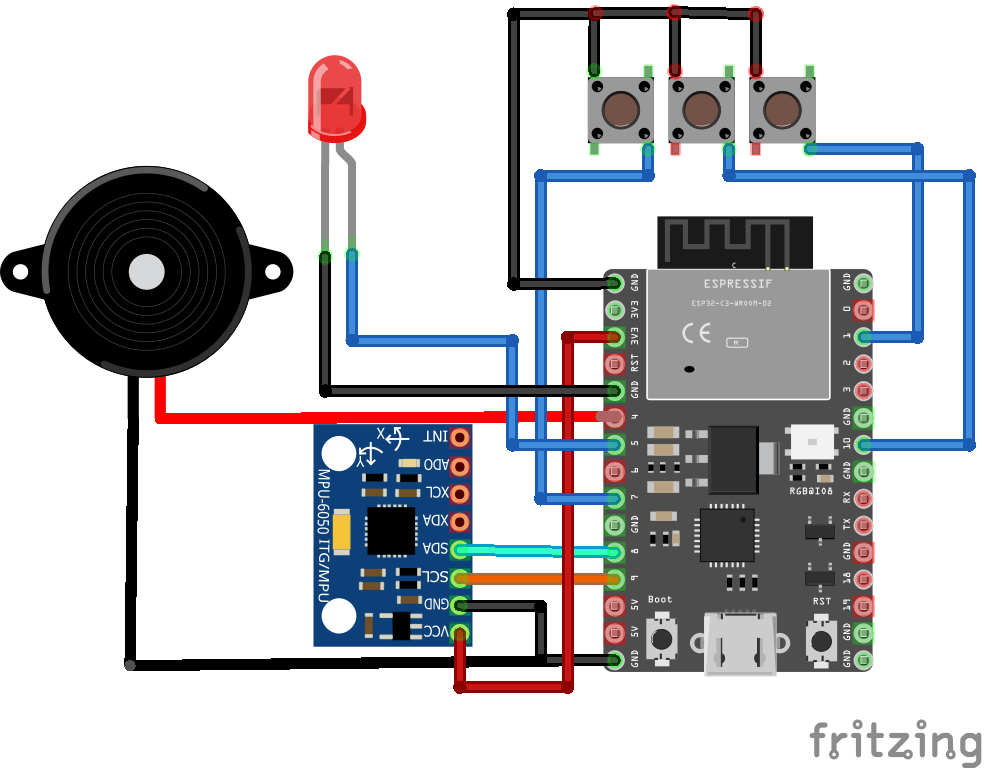 ESPRESSIF
ESP32-C3-WROOM-02
C
CE
R
GND
3V3
3V3
RST
GND
4
5
6
7
GND
8
9
5V
5V
GND
GND
0
1
2
3
GND
10
GND
RX
TX
GND
18
19
GND
GND
RGB@IO8
Boot
RST
X
Y
MPU-6050 ITG/MPU
INT
ADO
XCL
XDA
SDA
SCL
GND
VCC
fritzing